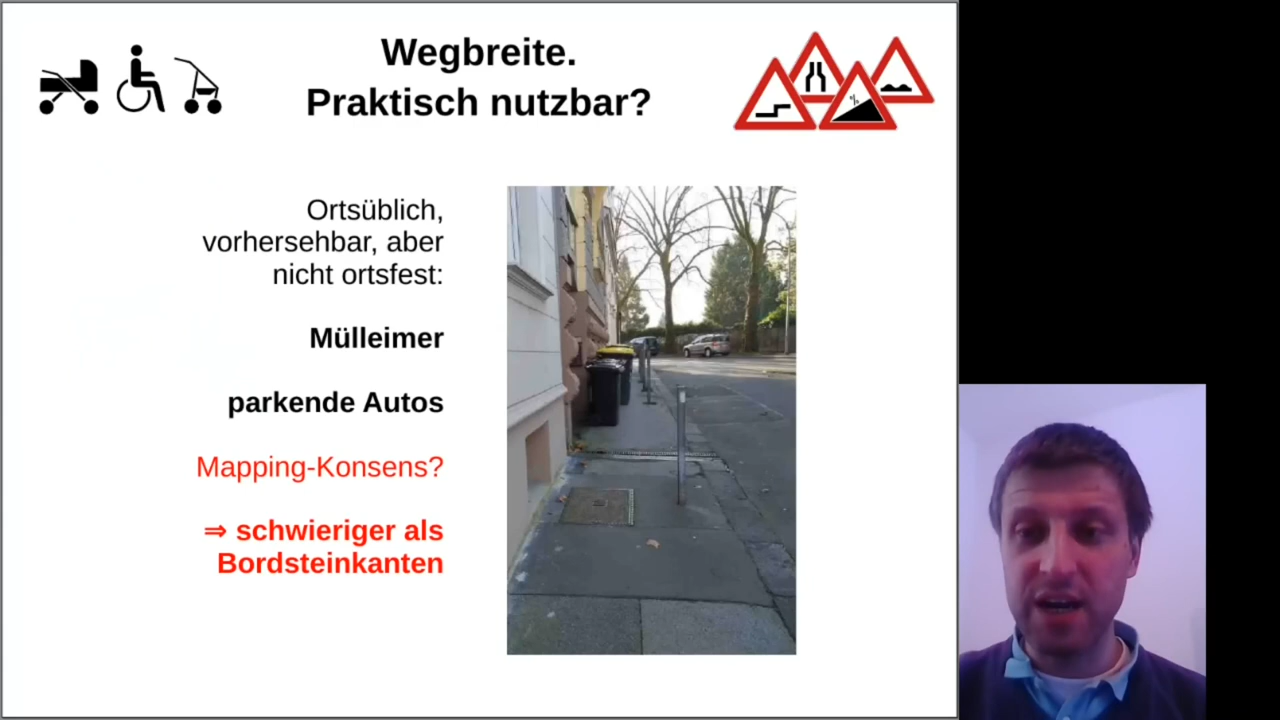 Wegbreite.
Praktisch nutzbar?
Ortsüblich,
vorhersehbar, aber
nicht ortsfest:
Mülleimer
parkende Autos
Mapping-Konsens?
⇒ schwieriger als
Bordsteinkanten